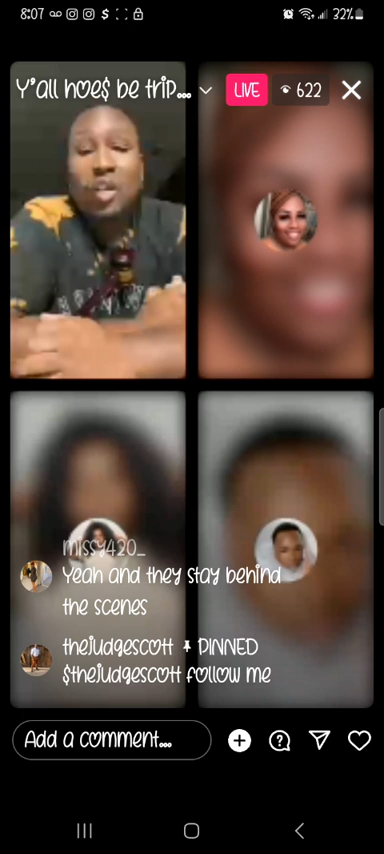 8:07 $ 32%
Y'all hoe$ be trip... LIVE 622
missy420_
Yeah and they stay behind
the scenes
thejudgescott PINNED
$thejudgescott follow me
Add a comment...